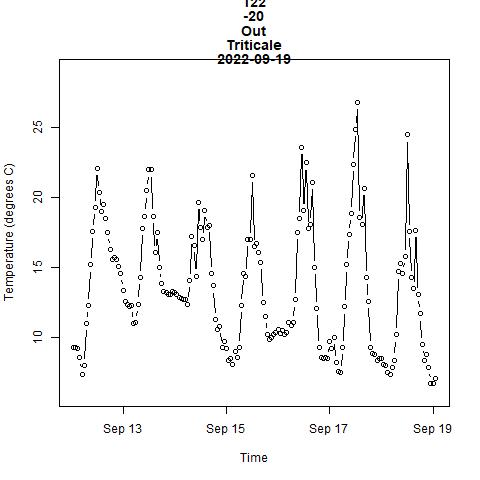 122
-20
Out
Triticale
2022-09-19
Temperature (degrees C)
25
20
15
10
Sep 13
Sep 15
Sep 17
Sep 19
Time